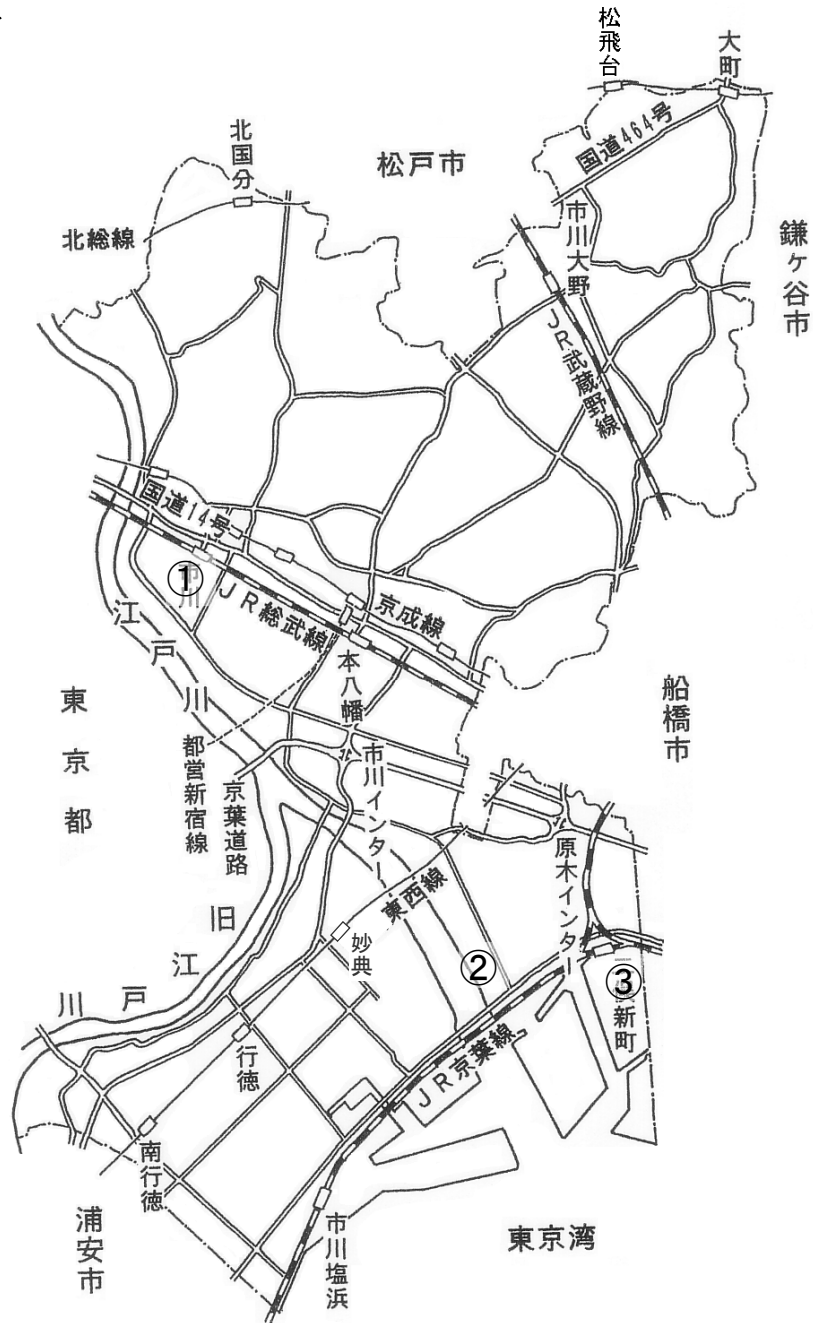 松飛台
大町
国道464号
北国分
松戸市
北総線
市川大野
鎌ヶ谷市
JR武蔵野線
国道14号
①
市川
JR総武線
京成線
江戸川
本八幡
船橋市
東京都
都営新宿線
京葉道路
市川インター
原木インター
東西線
旧江戸川
妙典
②
③
新町
行徳
JR京葉線
南行徳
浦安市
市川塩浜
東京湾